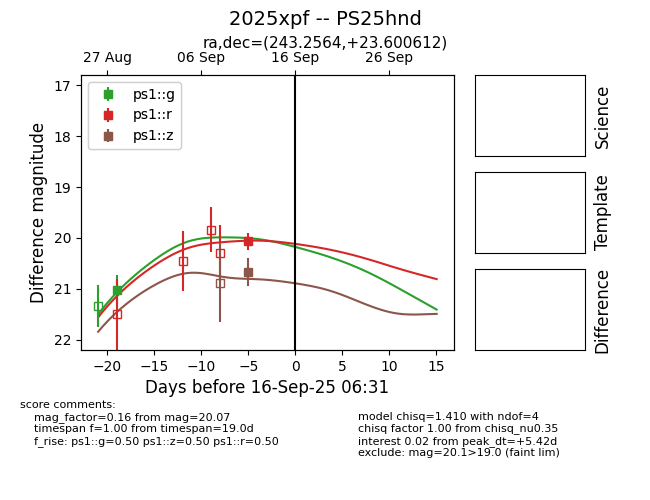 2025xpf -- PS25hnd
ra,dec=(243.2564,+23.600612)
27 Aug 06 Sep 16 Sep 26 Sep
17
18
19
20
21
22
Difference magnitude
ps1::g
ps1::r
ps1::z
−20 −15 −10 −5 0 5 10 15
Days before 16-Sep-25 06:31
Science
Template
Difference
score comments:
mag_factor=0.16 from mag=20.07
timespan f=1.00 from timespan=19.0d
f_rise: ps1::g=0.50 ps1::z=0.50 ps1::r=0.50
model chisq=1.410 with ndof=4
chisq factor 1.00 from chisq_nu0.35
interest 0.02 from peak_dt=+5.42d
exclude: mag=20.1>19.0 (faint lim)